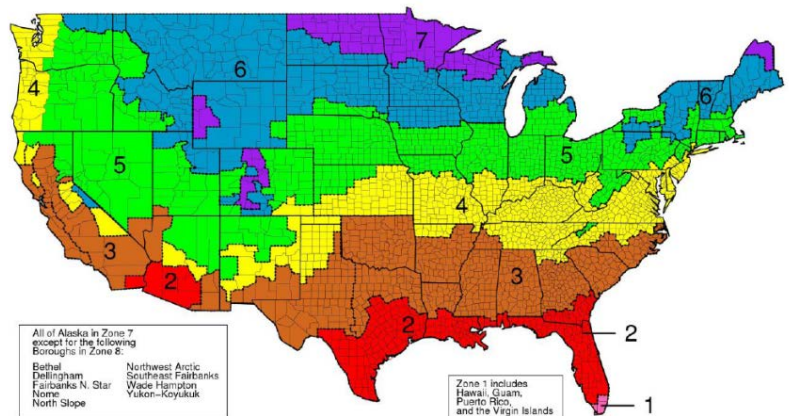 7
6
6
4
5
5
4
3
3
2
2
2
1
All of Alaska in Zone 7
except for the following
Boroughs in Zone 8:
Bethel Northwest Arctic
Dellingham Southeast Fairbanks
Fairbanks N. Star Wade Hampton
Nome Yukon-Koyukuk
North Slope
Zone 1 includes
Hawaii, Guam,
Puerto Rico,
and the Virgin Islands